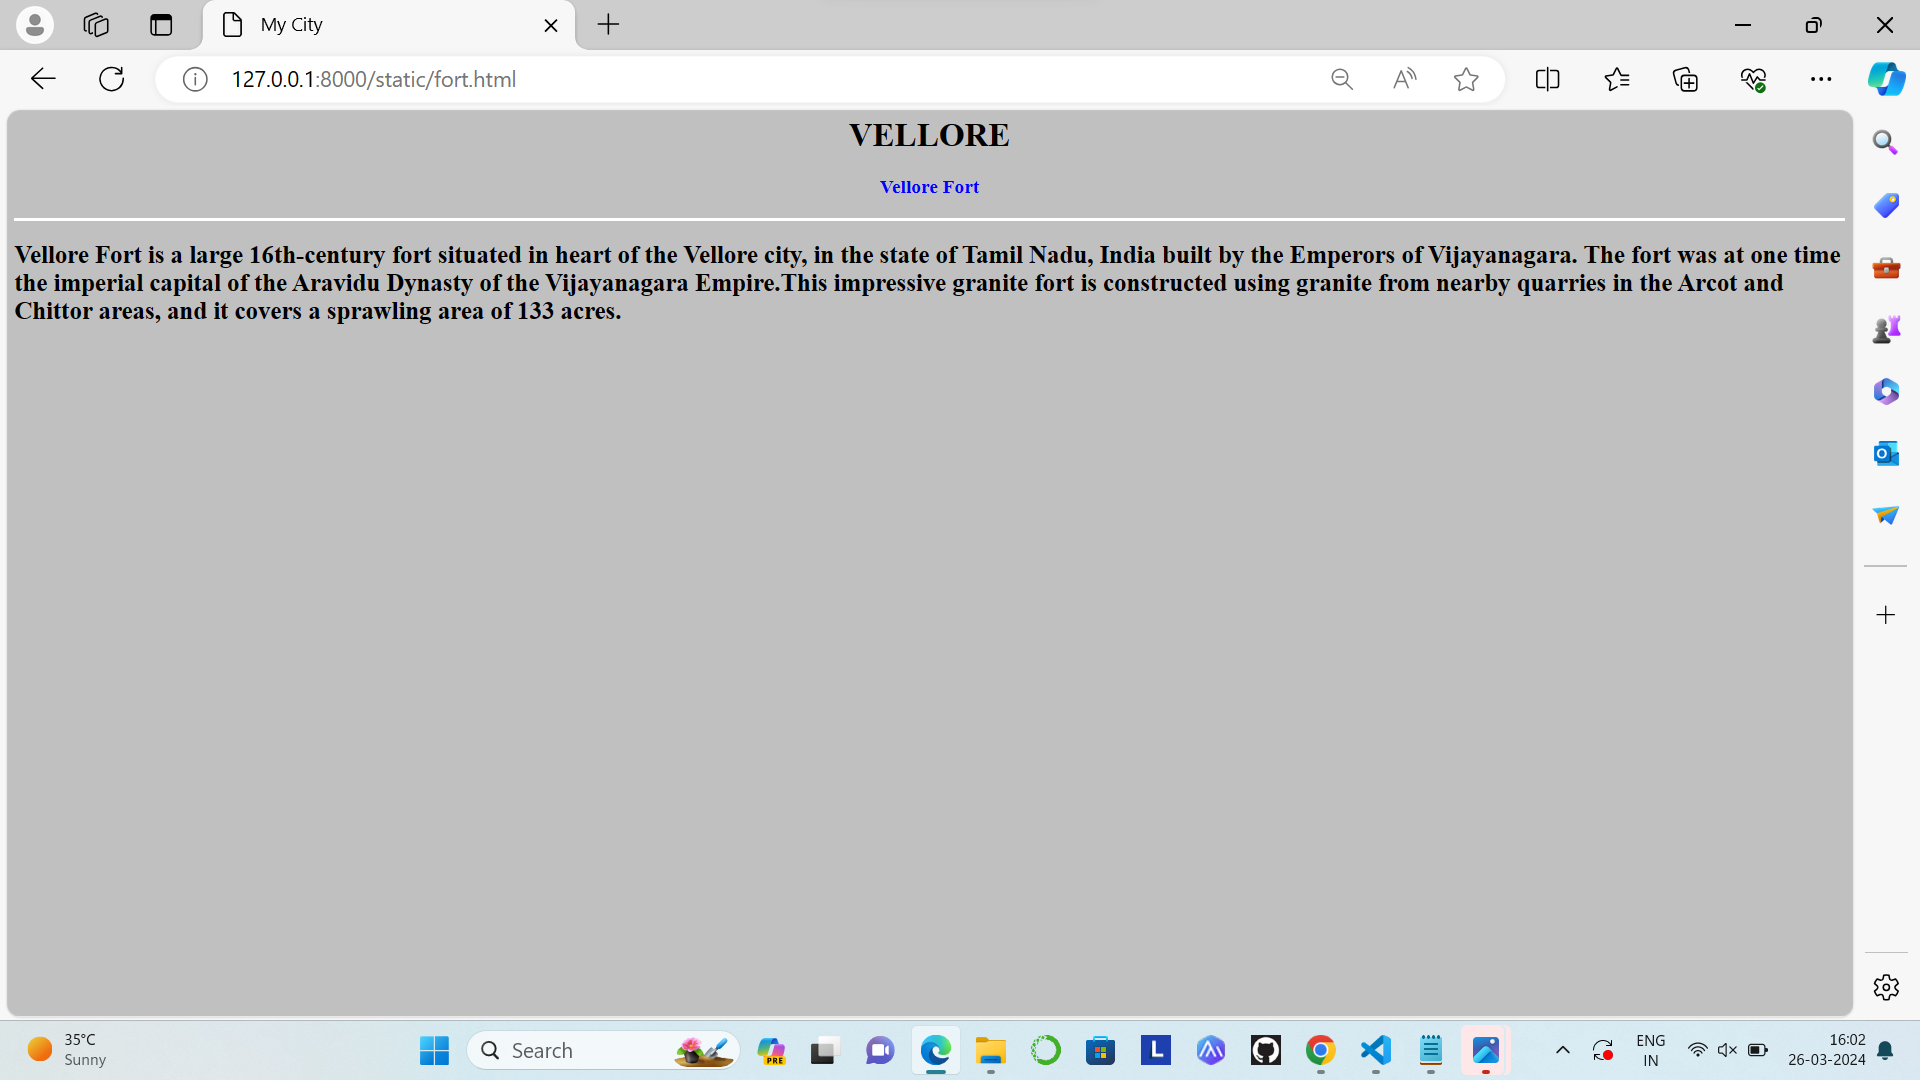 My City
127.0.0.1:8000/static/fort.html
VELLORE
Vellore Fort
Vellore Fort is a large 16th-century fort situated in heart of the Vellore city, in the state of Tamil Nadu, India built by the Emperors of Vijayanagara. The fort was at one time
the imperial capital of the Aravidu Dynasty of the Vijayanagara Empire.This impressive granite fort is constructed using granite from nearby quarries in the Arcot and
Chittor areas, and it covers a sprawling area of 133 acres.
35°C
Sunny
Search
PRE
L
ENG
IN
16:02
26-03-2024